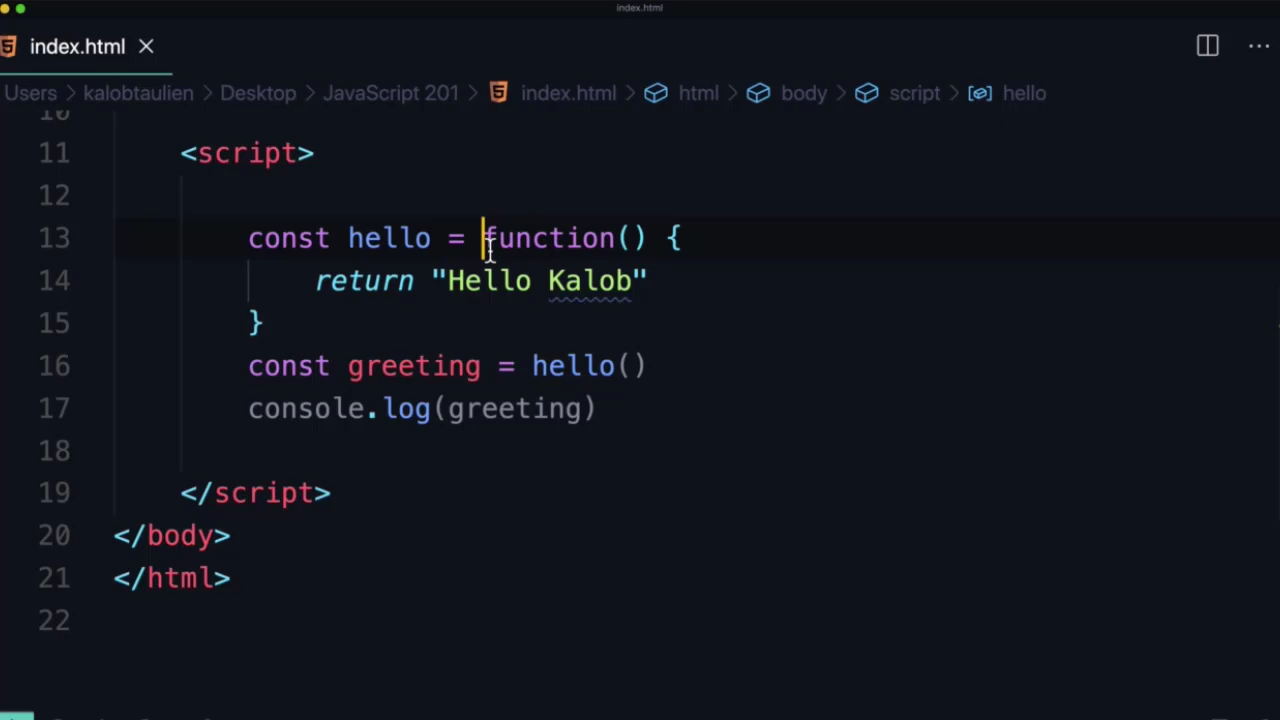 index.html
index.html
Users > kalobtaulien > Desktop > JavaScript 201 > index.html > html > body > script > hello
10
11 <script>
12
13 const hello = function() {
14 return "Hello Kalob"
15 }
16 const greeting = hello()
17 console.log(greeting)
18
19 </script>
20 </body>
21 </html>
22